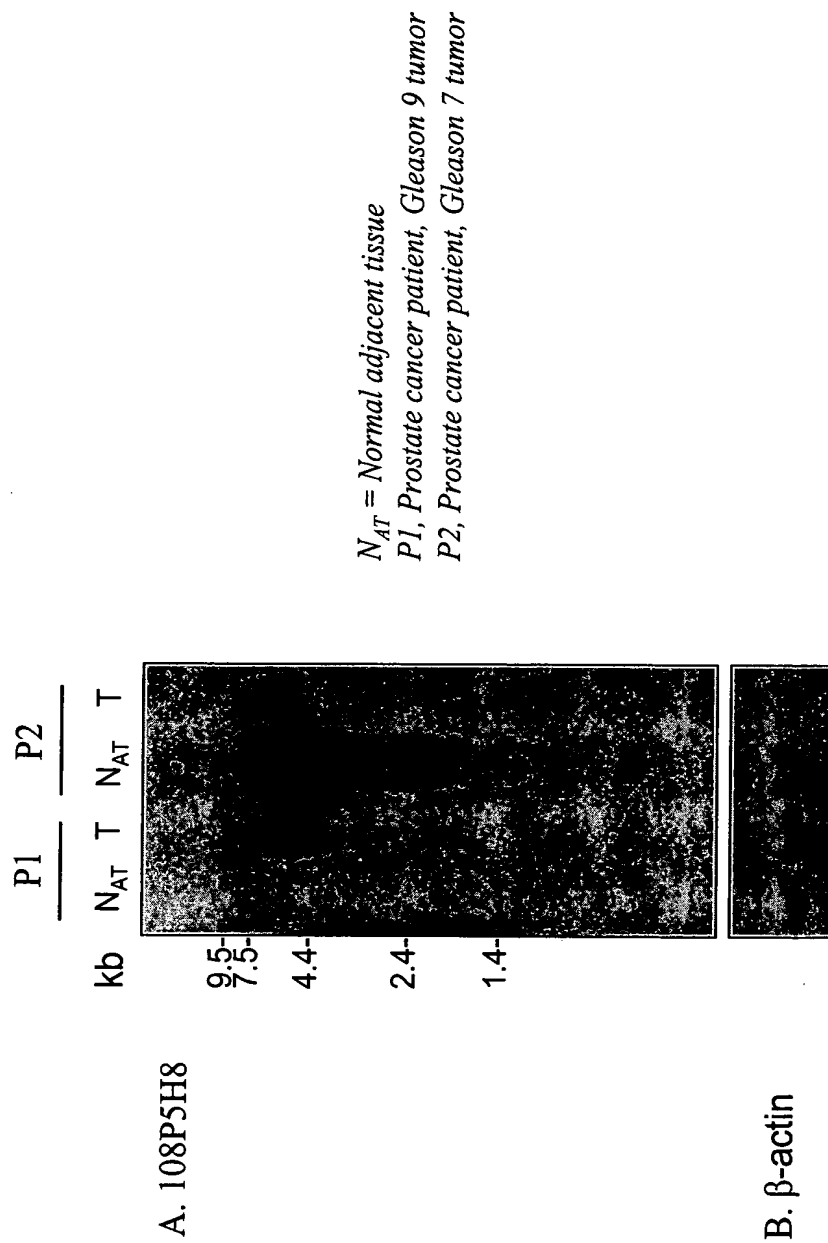 P1 P2
kb N_AT T N_AT T
A. 108P5H8
9.5-
7.5-
4.4-
2.4-
1.4-
N_AT = Normal adjacent tissue
P1, Prostate cancer patient, Gleason 9 tumor
P2, Prostate cancer patient, Gleason 7 tumor
B. β-actin